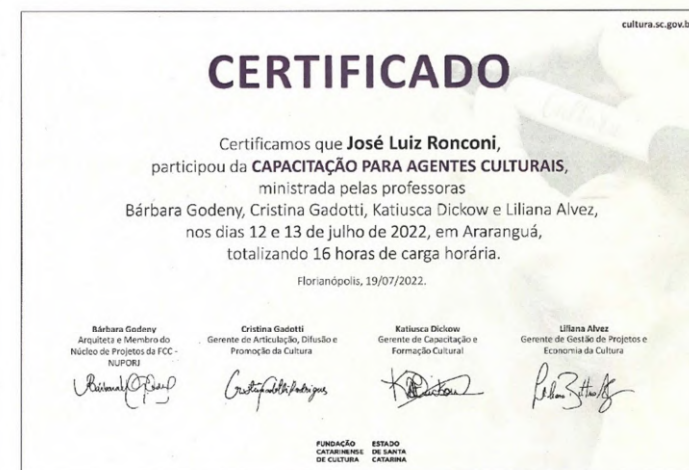 cultura.sc.gov.b
CERTIFICADO
Certificamos que José Luiz Ronconi,
participou da CAPACITAÇÃO PARA AGENTES CULTURAIS,
ministrada pelas professoras
Bárbara Godeny, Cristina Gadotti, Katiusca Dickow e Liliana Alvez,
nos dias 12 e 13 de julho de 2022, em Araranguá,
totalizando 16 horas de carga horária.
Florianópolis, 19/07/2022.
Bárbara Godeny
Arquiteta e Membro do
Núcleo de Projetos da FCC -
NUPORJ
Cristina Gadotti
Gerente de Articulação, Difusão e
Promoção da Cultura
Katiusca Dickow
Gerente de Capacitação e
Formação Cultural
Liliana Alvez
Gerente de Gestão de Projetos e
Economia da Cultura
FUNDAÇÃO
CATARINENSE
DE CULTURA
ESTADO
DE SANTA
CATARINA